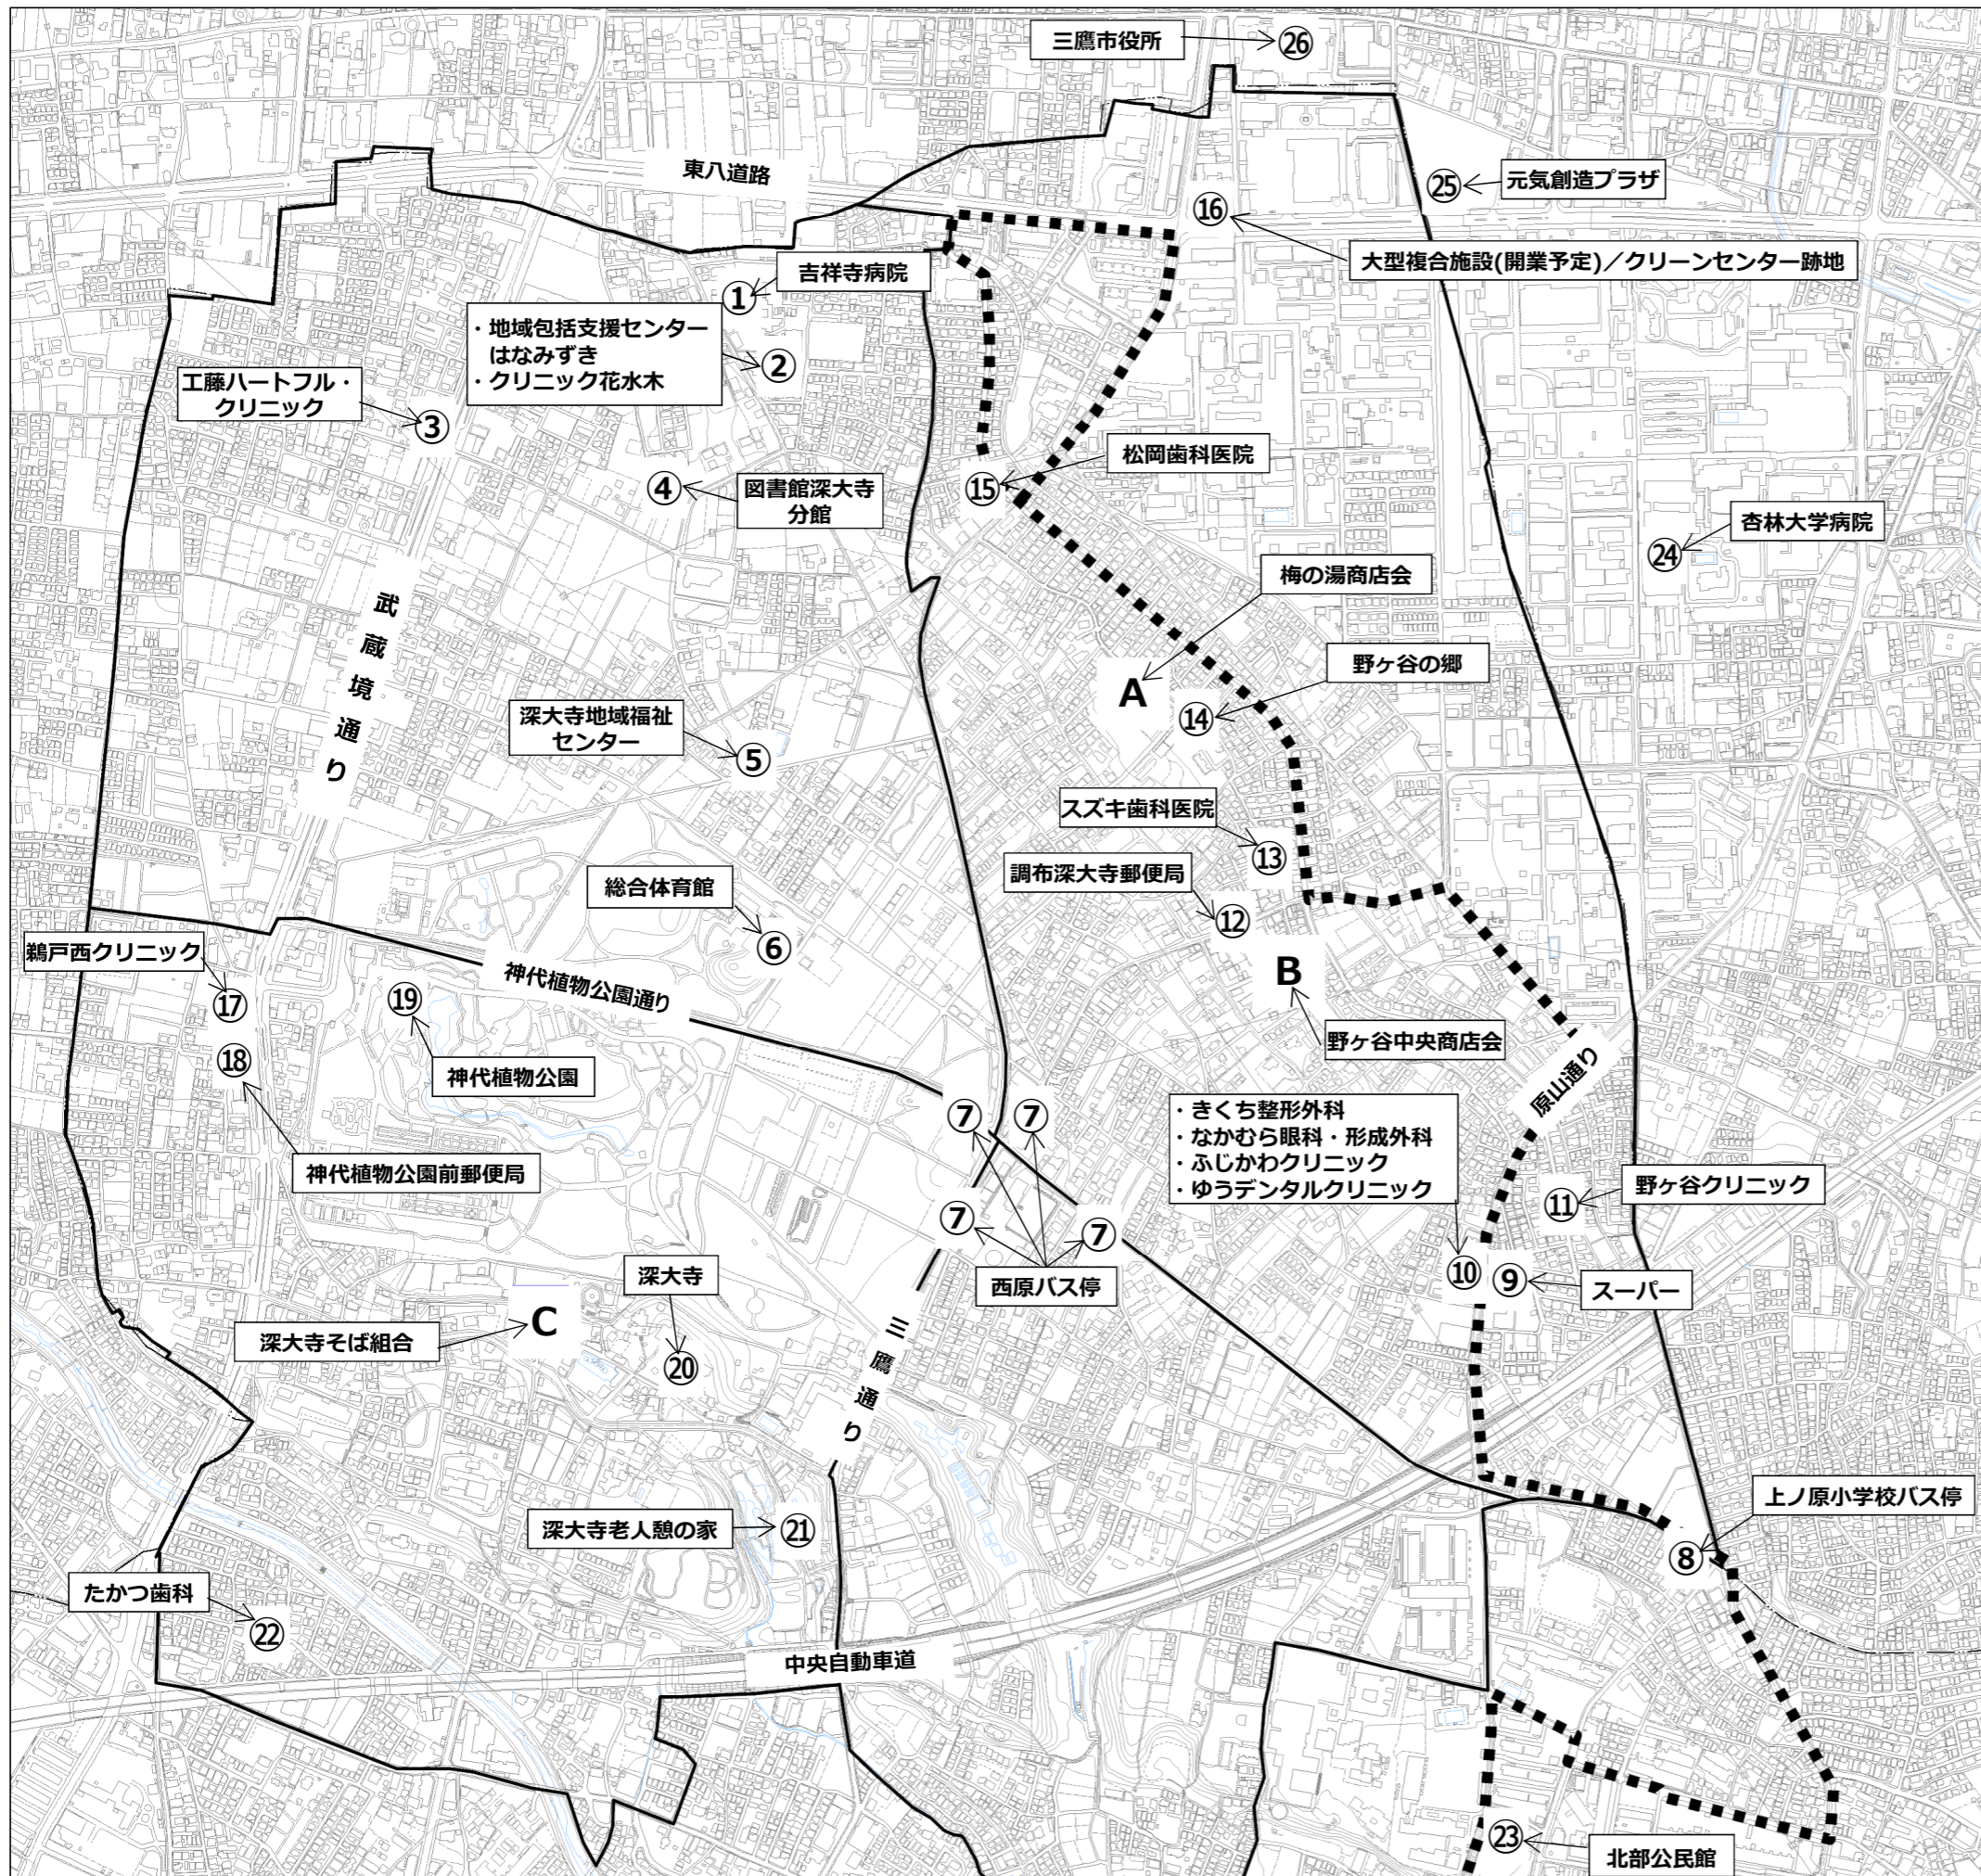 三鷹市役所
㉖
東八道路
㉕
元気創造プラザ
⑯
大型複合施設(開業予定)／クリーンセンター跡地
吉祥寺病院
①
・地域包括支援センター
はなみずき
・クリニック花水木
②
工藤ハートフル・
クリニック
③
松岡歯科医院
⑮
④
図書館深大寺
分館
杏林大学病院
㉔
武蔵境通り
梅の湯商店会
A
野ヶ谷の郷
⑭
深大寺地域福祉
センター
⑤
スズキ歯科医院
⑬
調布深大寺郵便局
⑫
総合体育館
⑥
鵜戸西クリニック
⑰
神代植物公園通り
B
野ヶ谷中央商店会
⑲
神代植物公園
⑱
神代植物公園前郵便局
原山通り
⑦
⑦
⑦
⑦
西原バス停
・きくち整形外科
・なかむら眼科・形成外科
・ふじかわクリニック
・ゆうデンタルクリニック
⑩
⑪
野ヶ谷クリニック
⑨
スーパー
深大寺
⑳
深大寺そば組合
C
三鷹通り
深大寺老人憩の家
㉑
上ノ原小学校バス停
⑧
たかつ歯科
㉒
中央自動車道
㉓
北部公民館